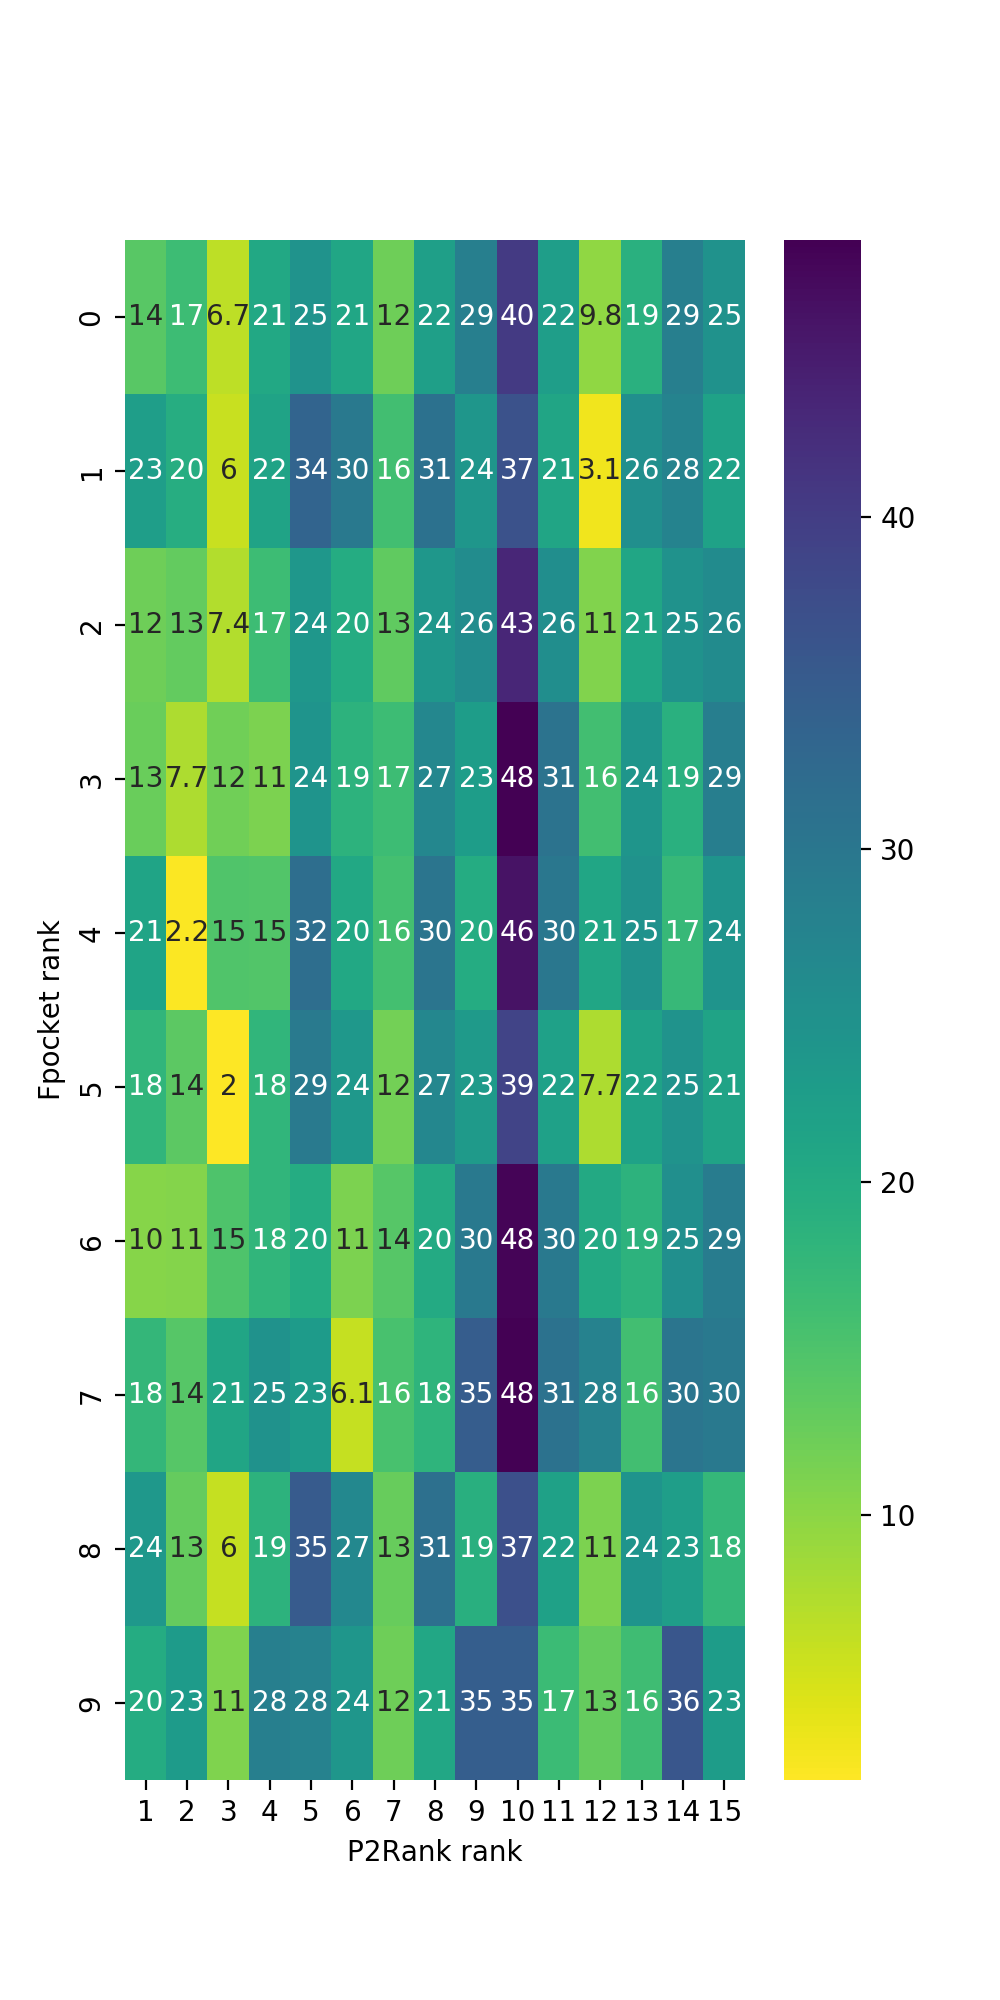 0 14 17 6.7 21 25 21 12 22 29 40 22 9.8 19 29 25
1 23 20 6 22 34 30 16 31 24 37 21 3.1 26 28 22
40
2 12 13 7.4 17 24 20 13 24 26 43 26 11 21 25 26
3 13 7.7 12 11 24 19 17 27 23 48 31 16 24 19 29
30
4 21 2.2 15 15 32 20 16 30 20 46 30 21 25 17 24
Fpocket rank
5 18 14 2 18 29 24 12 27 23 39 22 7.7 22 25 21
20
6 10 11 15 18 20 11 14 20 30 48 30 20 19 25 29
7 18 14 21 25 23 6.1 16 18 35 48 31 28 16 30 30
10
8 24 13 6 19 35 27 13 31 19 37 22 11 24 23 18
9 20 23 11 28 28 24 12 21 35 35 17 13 16 36 23
1 2 3 4 5 6 7 8 9 10 11 12 13 14 15
P2Rank rank